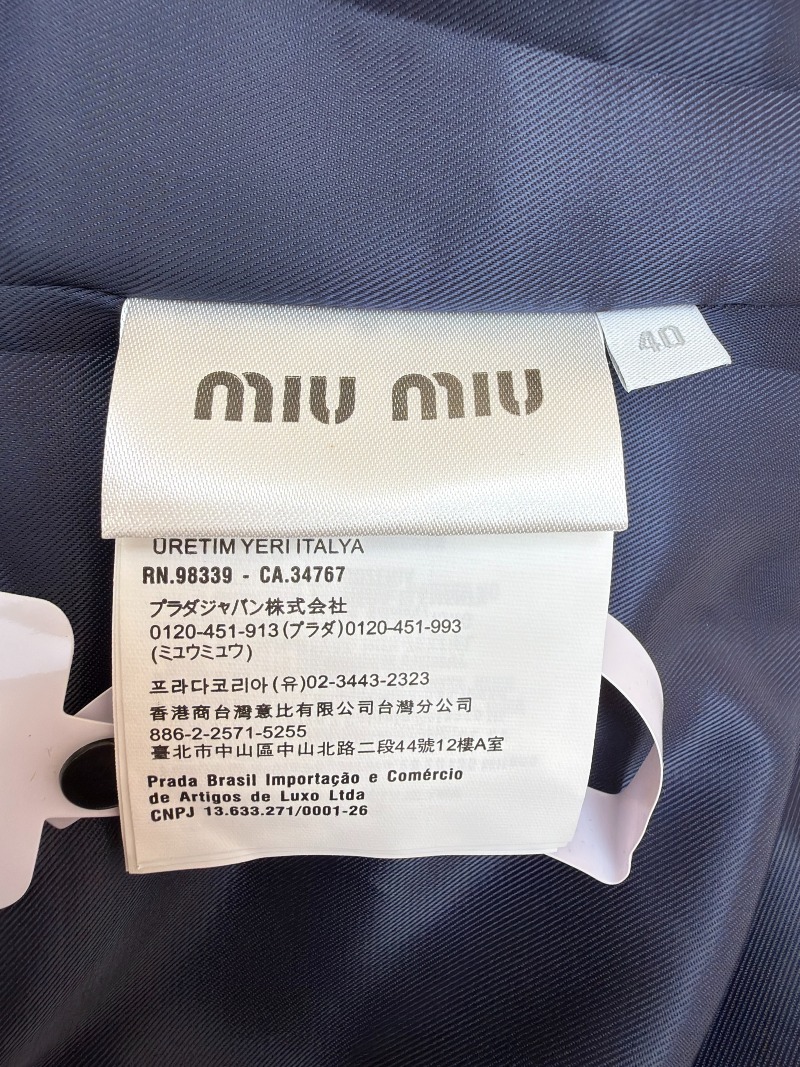 miu miu
40
ÜRETIM YERI ITALYA
RN.98339 - CA.34767
プラダジャパン株式会社
0120-451-913(プラダ)0120-451-993
(ミュウミュウ)
프라다코리아(유)02-3443-2323
香港商台灣意比有限公司台灣分公司
886-2-2571-5255
臺北市中山區中山北路二段44號12樓A室
Prada Brasil Importação e Comércio
de Artigos de Luxo Ltda
CNPJ 13.633.271/0001-26